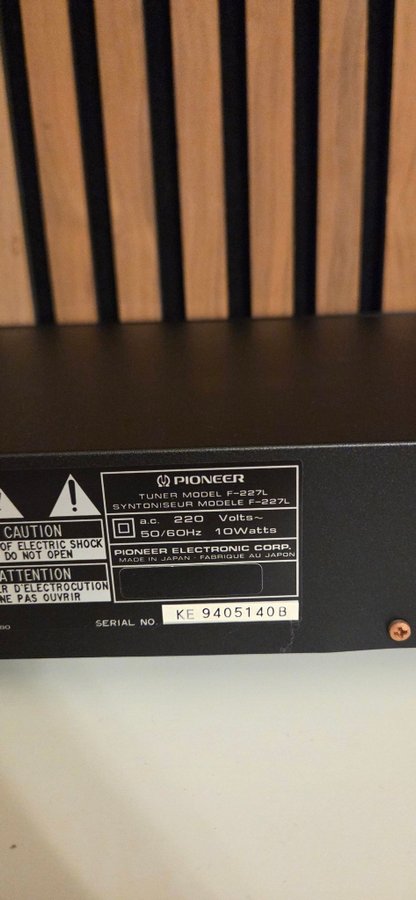 PIONEER
TUNER MODEL F-227L
SYNTONISEUR MODELE F-227L
a.c. 220 Volts~
50/60Hz 10Watts
PIONEER ELECTRONIC CORP.
MADE IN JAPAN · FABRIQUE AU JAPON
CAUTION
OF ELECTRIC SHOCK
DO NOT OPEN
ATTENTION
ER D'ELECTROCUTION
NE PAS OUVRIR
SERIAL NO. KE 9405140B